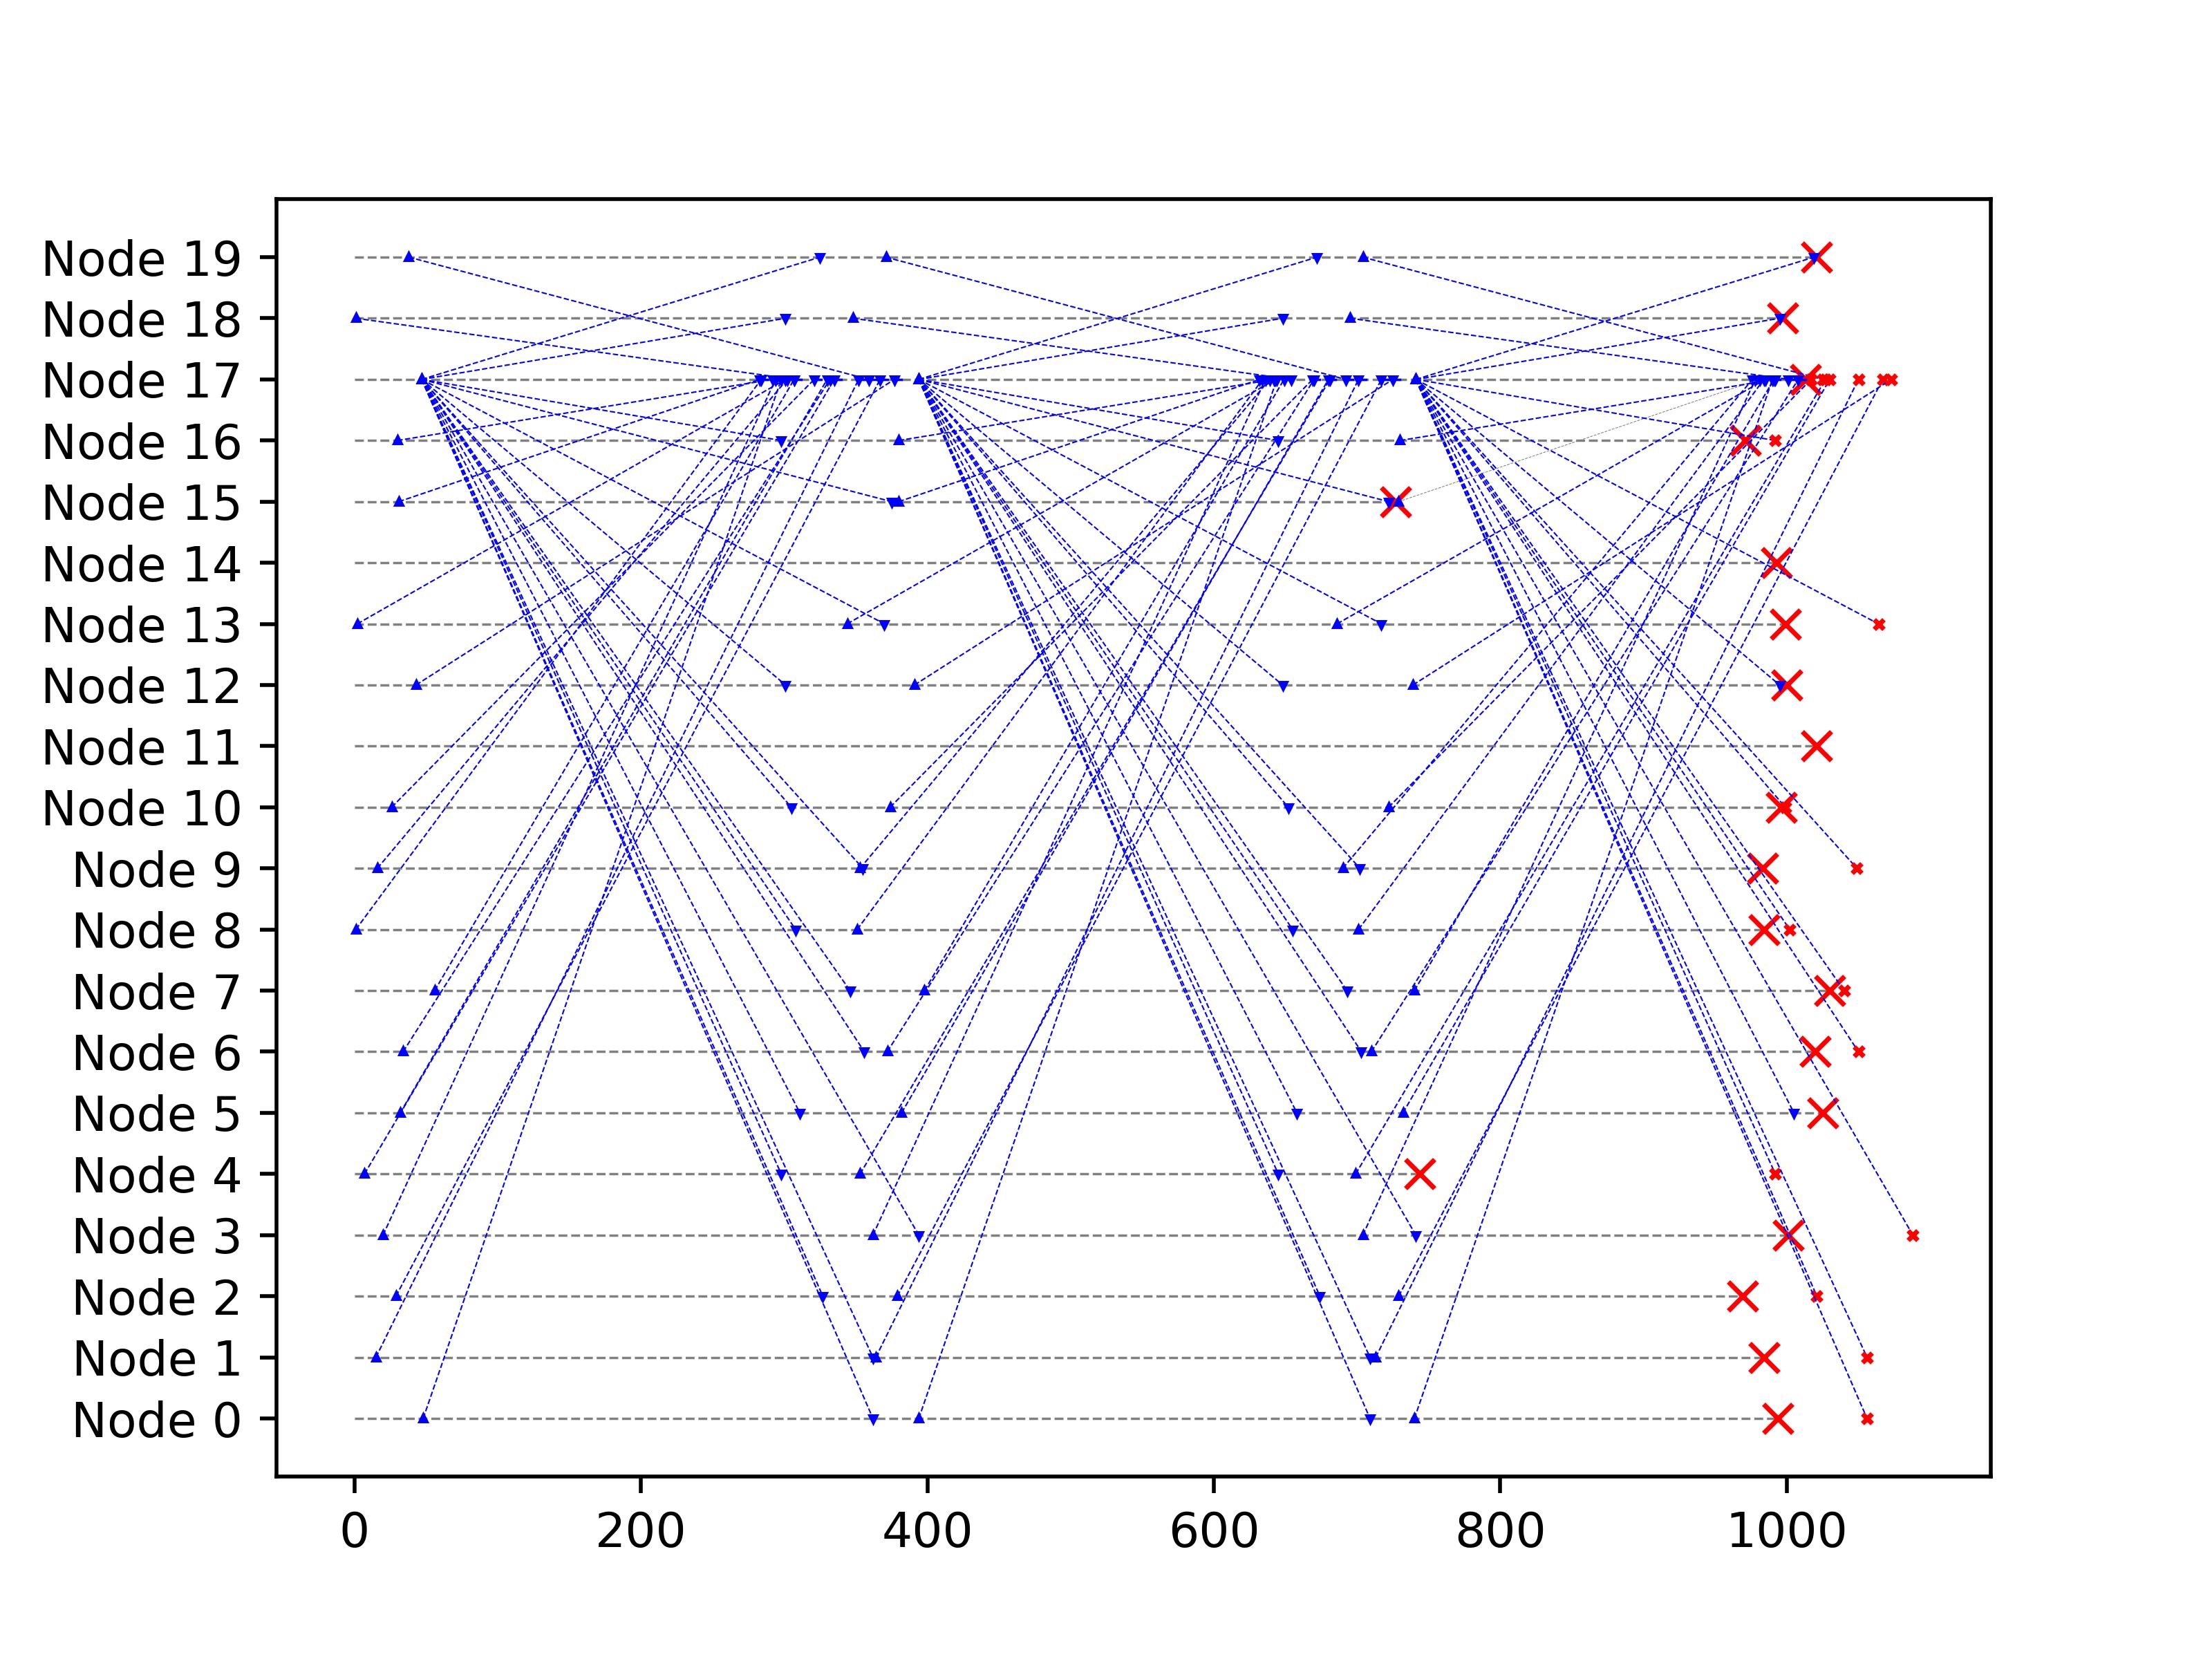 Node 19
Node 18
Node 17
Node 16
Node 15
Node 14
Node 13
Node 12
Node 11
Node 10
Node 9
Node 8
Node 7
Node 6
Node 5
Node 4
Node 3
Node 2
Node 1
Node 0
0 200 400 600 800 1000